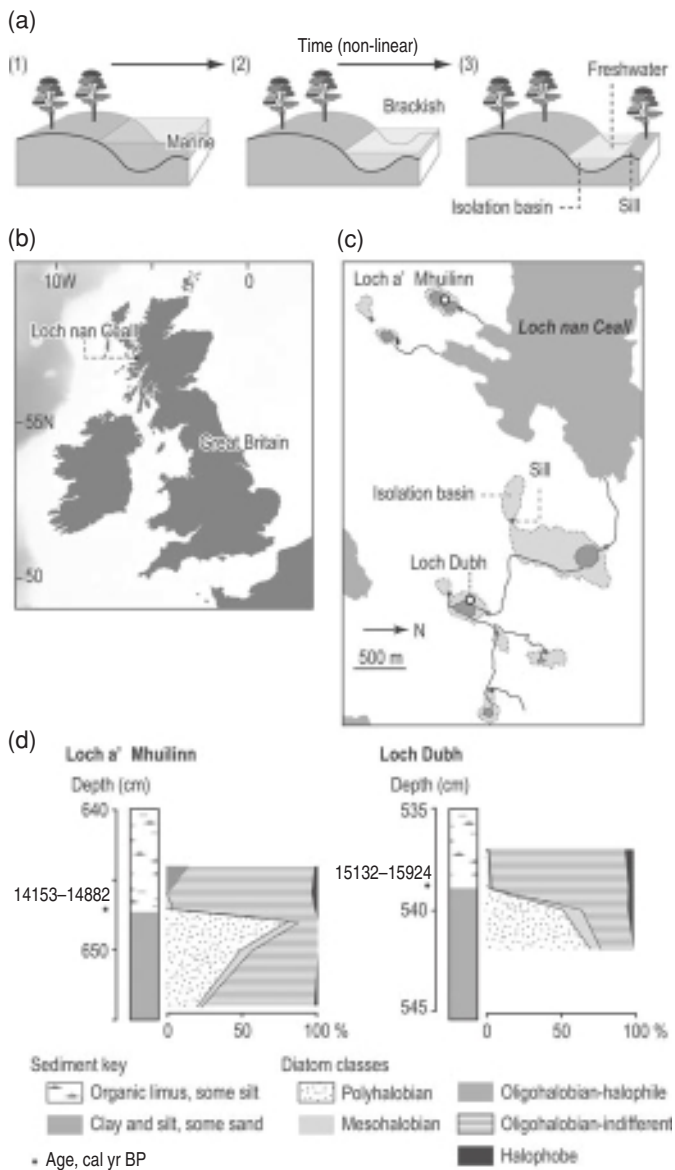 (a)
Time (non-linear)
(1) (2) (3)
Freshwater
Brackish
Marine
Isolation basin Sill
(b)
10W 0
Loch nan Ceall
55N
Great Britain
50
(c)
Loch a' Mhuilinn
Loch nan Ceall
Sill
Isolation basin
Loch Dubh
N
500 m
(d)
Loch a' Mhuilinn Loch Dubh
Depth (cm) Depth (cm)
640 535
14153–14882 15132–15924
540
650
545
0 50 100 % 0 50 100 %
Sediment key Diatom classes
Organic limus, some silt Polyhalobian Oligohalobian-halophile
Clay and silt, some sand Mesohalobian Oligohalobian-indifferent
• Age, cal yr BP Halophobe